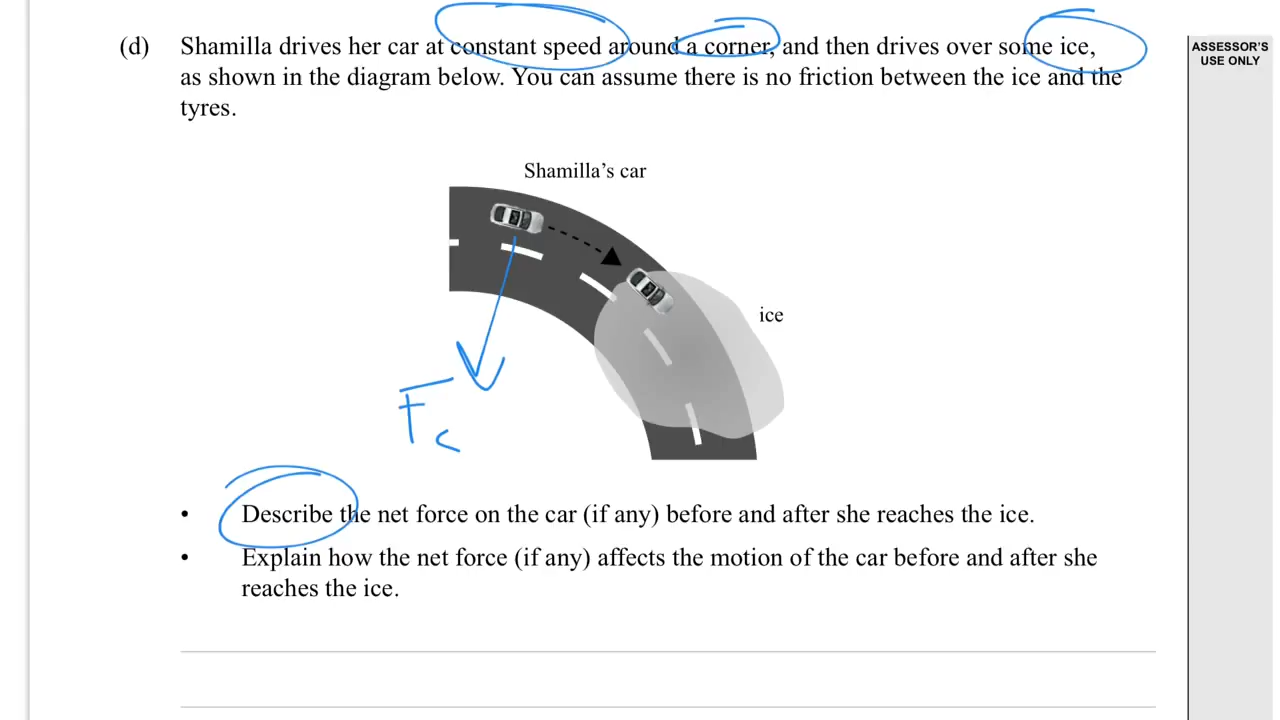 (d) Shamilla drives her car at constant speed around a corner, and then drives over some ice,
as shown in the diagram below. You can assume there is no friction between the ice and the
tyres.
ASSESSOR'S
USE ONLY
Shamilla's car
ice
Fc
• Describe the net force on the car (if any) before and after she reaches the ice.
• Explain how the net force (if any) affects the motion of the car before and after she
reaches the ice.